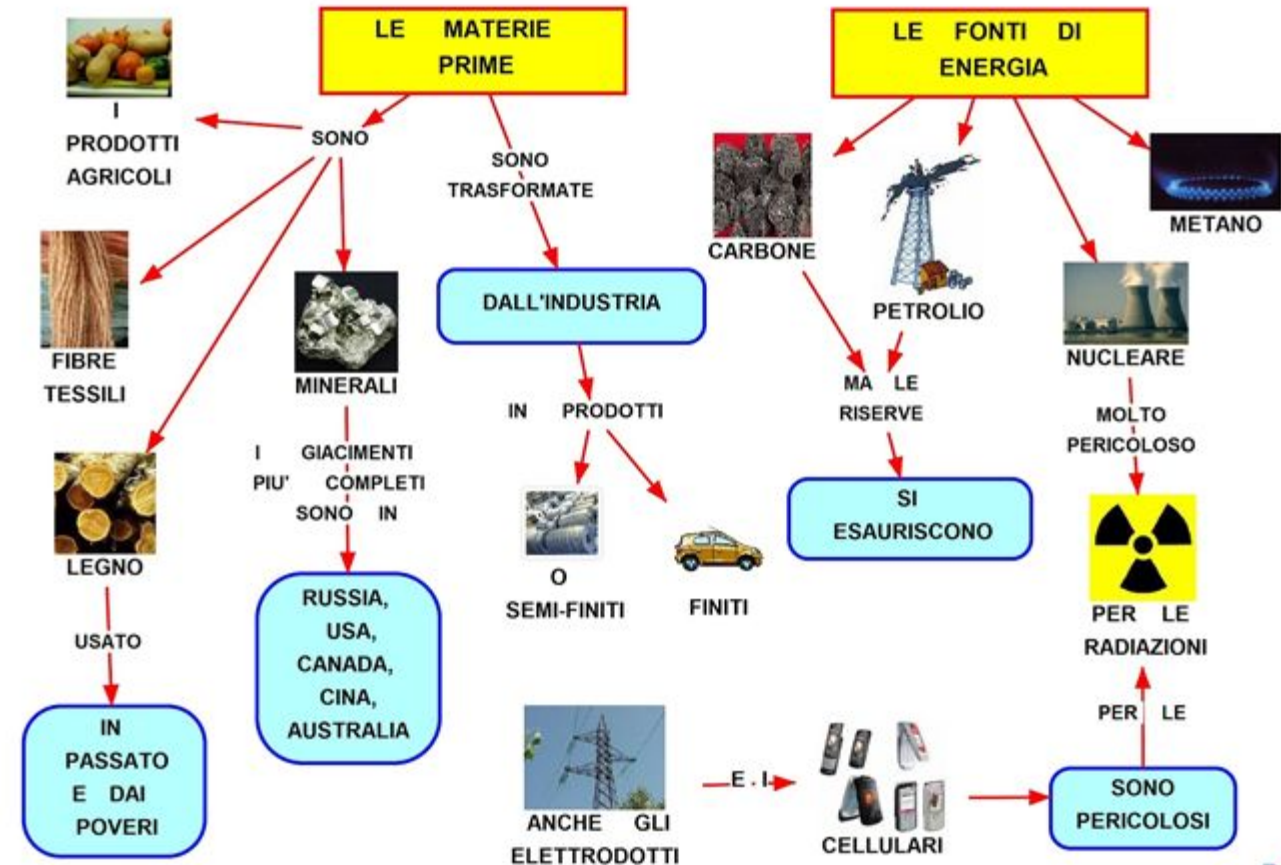 LE MATERIE
PRIME
LE FONTI DI
ENERGIA
I
PRODOTTI
AGRICOLI
SONO
SONO
TRASFORMATE
FIBRE
TESSILI
MINERALI
DALL'INDUSTRIA
LEGNO
I GIACIMENTI
PIU' COMPLETI
SONO IN
IN PRODOTTI
USATO
RUSSIA,
USA,
CANADA,
CINA,
AUSTRALIA
O
SEMI-FINITI
FINITI
IN
PASSATO
E DAI
POVERI
CARBONE
PETROLIO
METANO
NUCLEARE
MA LE
RISERVE
MOLTO
PERICOLOSO
SI
ESAURISCONO
PER LE
RADIAZIONI
PER LE
ANCHE GLI
ELETTRODOTTI
E . I
CELLULARI
SONO
PERICOLOSI